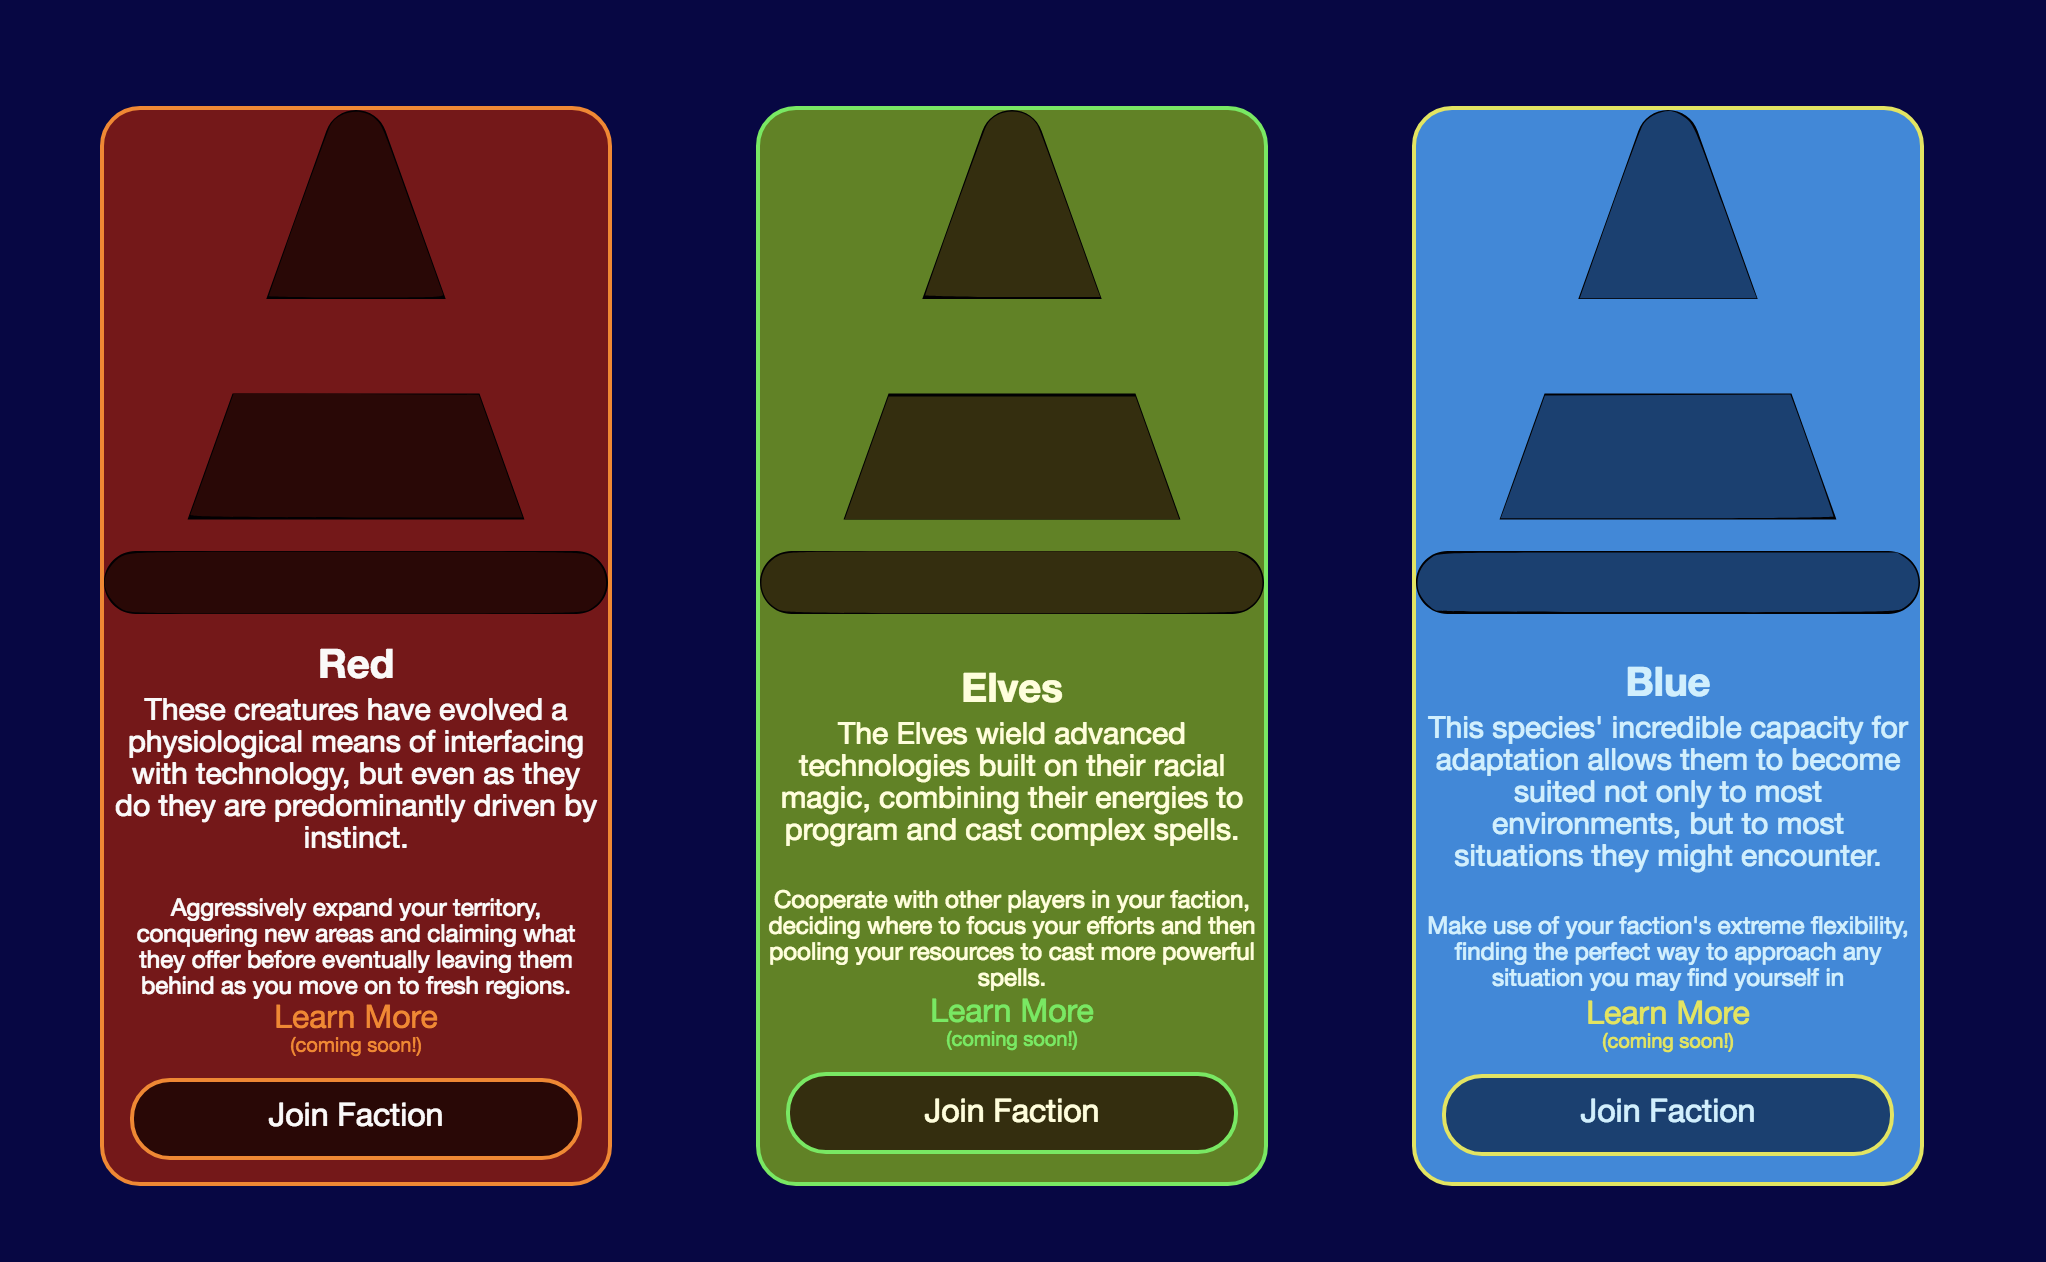 Red
These creatures have evolved a
physiological means of interfacing
with technology, but even as they
do they are predominantly driven by
instinct.
Aggressively expand your territory,
conquering new areas and claiming what
they offer before eventually leaving them
behind as you move on to fresh regions.
Learn More
(coming soon!)
Join Faction
Elves
The Elves wield advanced
technologies built on their racial
magic, combining their energies to
program and cast complex spells.
Cooperate with other players in your faction,
deciding where to focus your efforts and then
pooling your resources to cast more powerful
spells.
Learn More
(coming soon!)
Join Faction
Blue
This species' incredible capacity for
adaptation allows them to become
suited not only to most
environments, but to most
situations they might encounter.
Make use of your faction's extreme flexibility,
finding the perfect way to approach any
situation you may find yourself in
Learn More
(coming soon!)
Join Faction